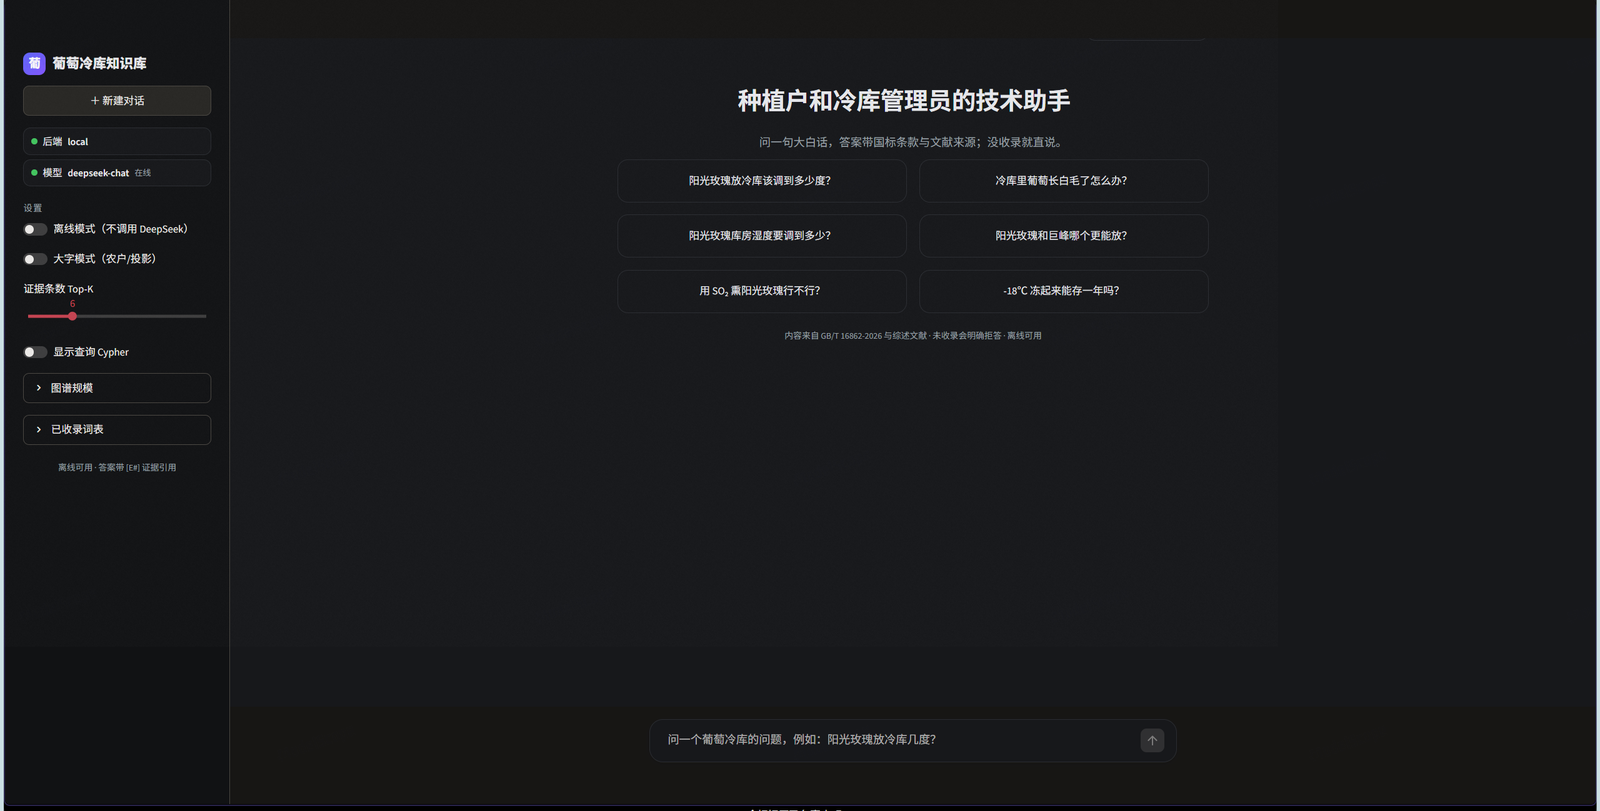 葡 葡萄冷库知识库
+ 新建对话
后端 local
模型 deepseek-chat 在线
设置
离线模式（不调用 DeepSeek）
大字模式（农户/投影）
证据条数 Top-K
6
显示查询 Cypher
图谱规模
已收录词表
离线可用 · 答案带 [E#] 证据引用
种植户和冷库管理员的技术助手
问一句大白话，答案带国标条款与文献来源；没收录就直说。
阳光玫瑰放冷库该调到多少度？
冷库里葡萄长白毛了怎么办？
阳光玫瑰库房湿度要调到多少？
阳光玫瑰和巨峰哪个更能放？
用 SO₂ 熏阳光玫瑰行不行？
-18℃ 冻起来能存一年吗？
内容来自 GB/T 16862-2026 与综述文献 · 未收录会明确拒答 · 离线可用
问一个葡萄冷库的问题，例如：阳光玫瑰放冷库几度？